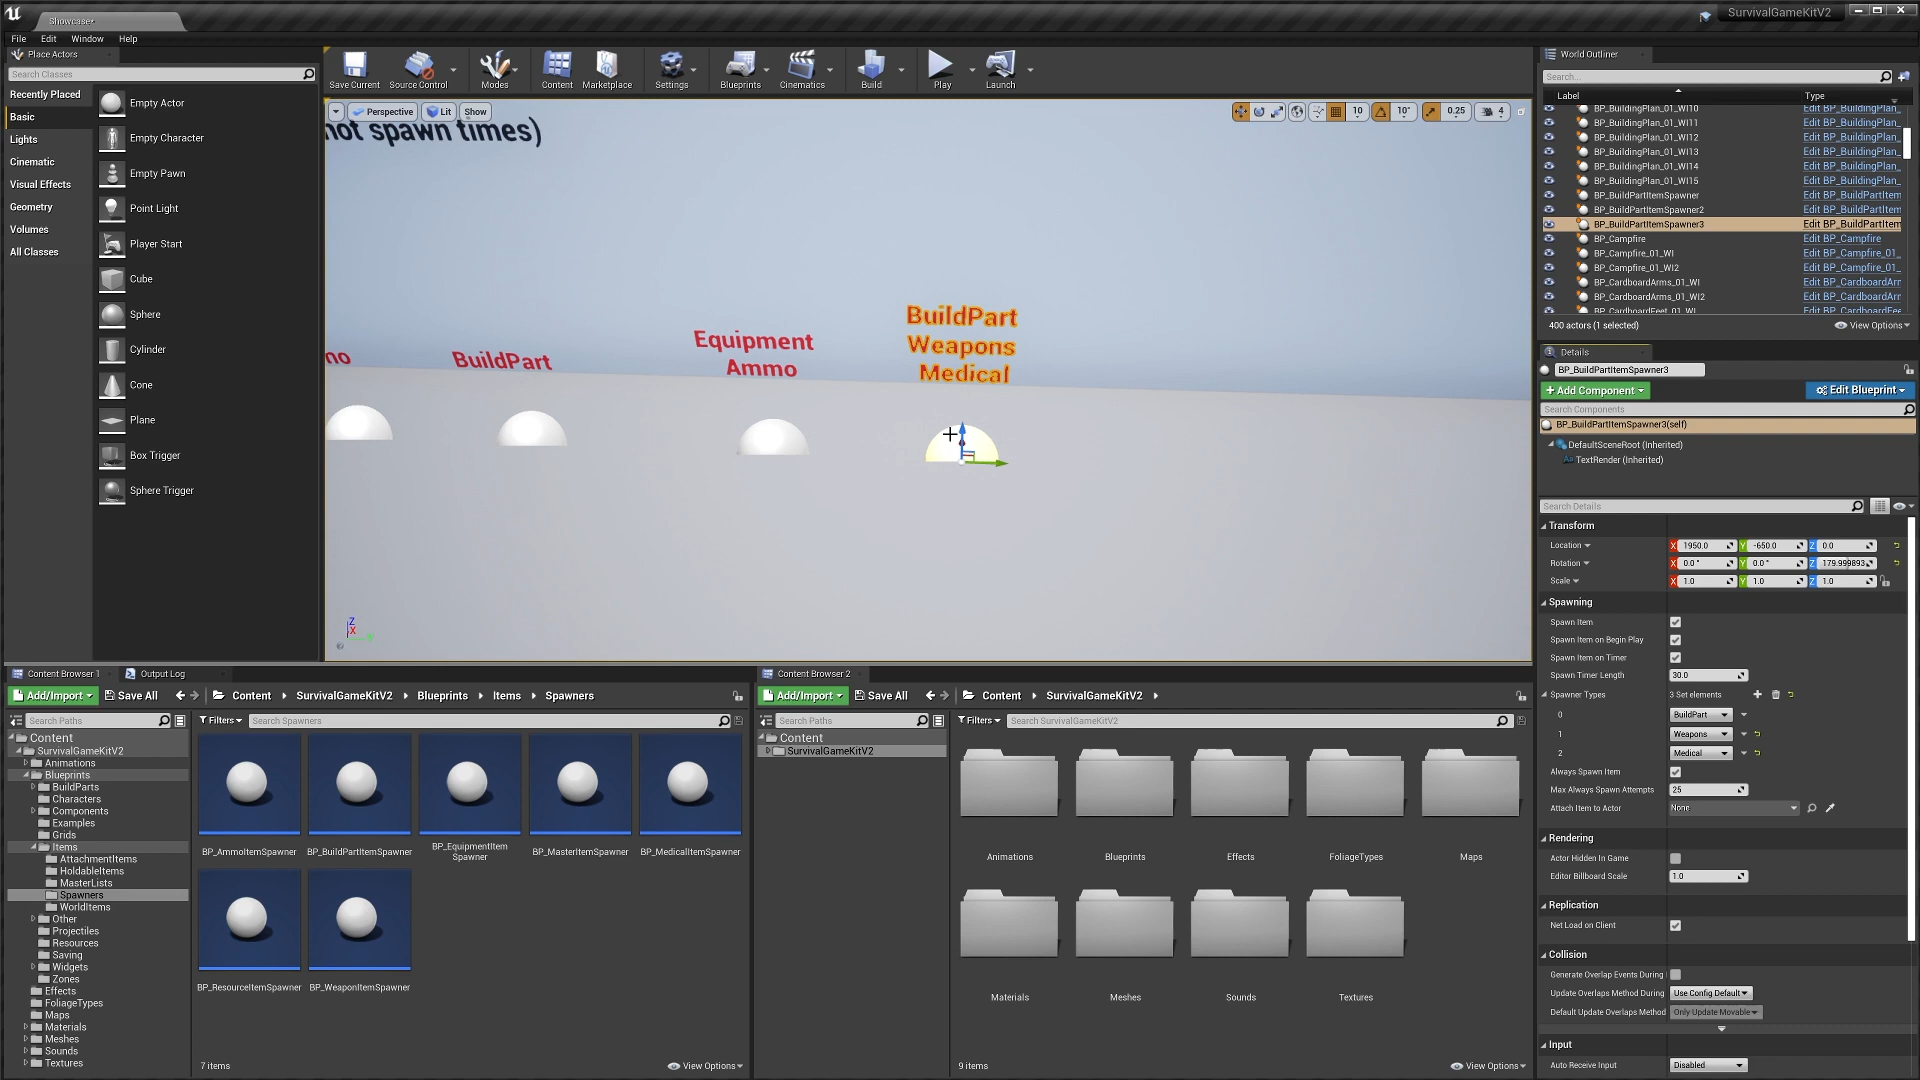 Showcase*
SurvivalGameKitV2
File Edit Window Help
Place Actors
Search Classes
Recently Placed
Basic
Lights
Cinematic
Visual Effects
Geometry
Volumes
All Classes
Empty Actor
Empty Character
Empty Pawn
Point Light
Player Start
Cube
Sphere
Cylinder
Cone
Plane
Box Trigger
Sphere Trigger
Save Current Source Control Modes Content Marketplace Settings Blueprints Cinematics Build Play Launch
Perspective Lit Show
10 10° 0.25 4
not spawn times)
no
BuildPart
Equipment
Ammo
BuildPart
Weapons
Medical
Z
X
World Outliner
Search...
Label Type
BP_BuildingPlan_01_WI10 Edit BP_BuildingPlan_
BP_BuildingPlan_01_WI11 Edit BP_BuildingPlan_
BP_BuildingPlan_01_WI12 Edit BP_BuildingPlan_
BP_BuildingPlan_01_WI13 Edit BP_BuildingPlan_
BP_BuildingPlan_01_WI14 Edit BP_BuildingPlan_
BP_BuildingPlan_01_WI15 Edit BP_BuildingPlan_
BP_BuildPartItemSpawner Edit BP_BuildPartItem
BP_BuildPartItemSpawner2 Edit BP_BuildPartItem
BP_BuildPartItemSpawner3 Edit BP_BuildPartItem
BP_Campfire Edit BP_Campfire
BP_Campfire_01_WI Edit BP_Campfire_01_
BP_Campfire_01_WI2 Edit BP_Campfire_01_
BP_CardboardArms_01_WI Edit BP_CardboardArr
BP_CardboardArms_01_WI2 Edit BP_CardboardArr
BP_CardboardFeet_01_WI Edit BP_CardboardFee
400 actors (1 selected) View Options
Details
BP_BuildPartItemSpawner3
Add Component Edit Blueprint
Search Components
BP_BuildPartItemSpawner3(self)
DefaultSceneRoot (Inherited)
TextRender (Inherited)
Search Details
Transform
Location X 1950.0 Y -650.0 Z 0.0
Rotation X 0.0° Y 0.0° Z 179.999893
Scale X 1.0 Y 1.0 Z 1.0
Spawning
Spawn Item
Spawn Item on Begin Play
Spawn Item on Timer
Spawn Timer Length 30.0
Spawner Types 3 Set elements
0 BuildPart
1 Weapons
2 Medical
Always Spawn Item
Max Always Spawn Attempts 25
Attach Item to Actor None
Rendering
Actor Hidden In Game
Editor Billboard Scale 1.0
Replication
Net Load on Client
Collision
Generate Overlap Events During
Update Overlaps Method During Use Config Default
Default Update Overlaps Method Only Update Movable
Input
Auto Receive Input Disabled
Content Browser 1 Output Log
Add/Import Save All Content SurvivalGameKitV2 Blueprints Items Spawners
Search Paths Filters Search Spawners
Content
SurvivalGameKitV2
Animations
Blueprints
BuildParts
Characters
Components
Examples
Grids
Items
AttachmentItems
HoldableItems
MasterLists
Spawners
WorldItems
Other
Projectiles
Resources
Saving
Widgets
Zones
Effects
FoliageTypes
Maps
Materials
Meshes
Sounds
Textures
BP_AmmoItemSpawner BP_BuildPartItemSpawner BP_EquipmentItem
Spawner BP_MasterItemSpawner BP_MedicalItemSpawner
BP_ResourceItemSpawner BP_WeaponItemSpawner
7 items View Options
Content Browser 2
Add/Import Save All Content SurvivalGameKitV2
Search Paths Filters Search SurvivalGameKitV2
Content
SurvivalGameKitV2
Animations Blueprints Effects FoliageTypes Maps
Materials Meshes Sounds Textures
9 items View Options